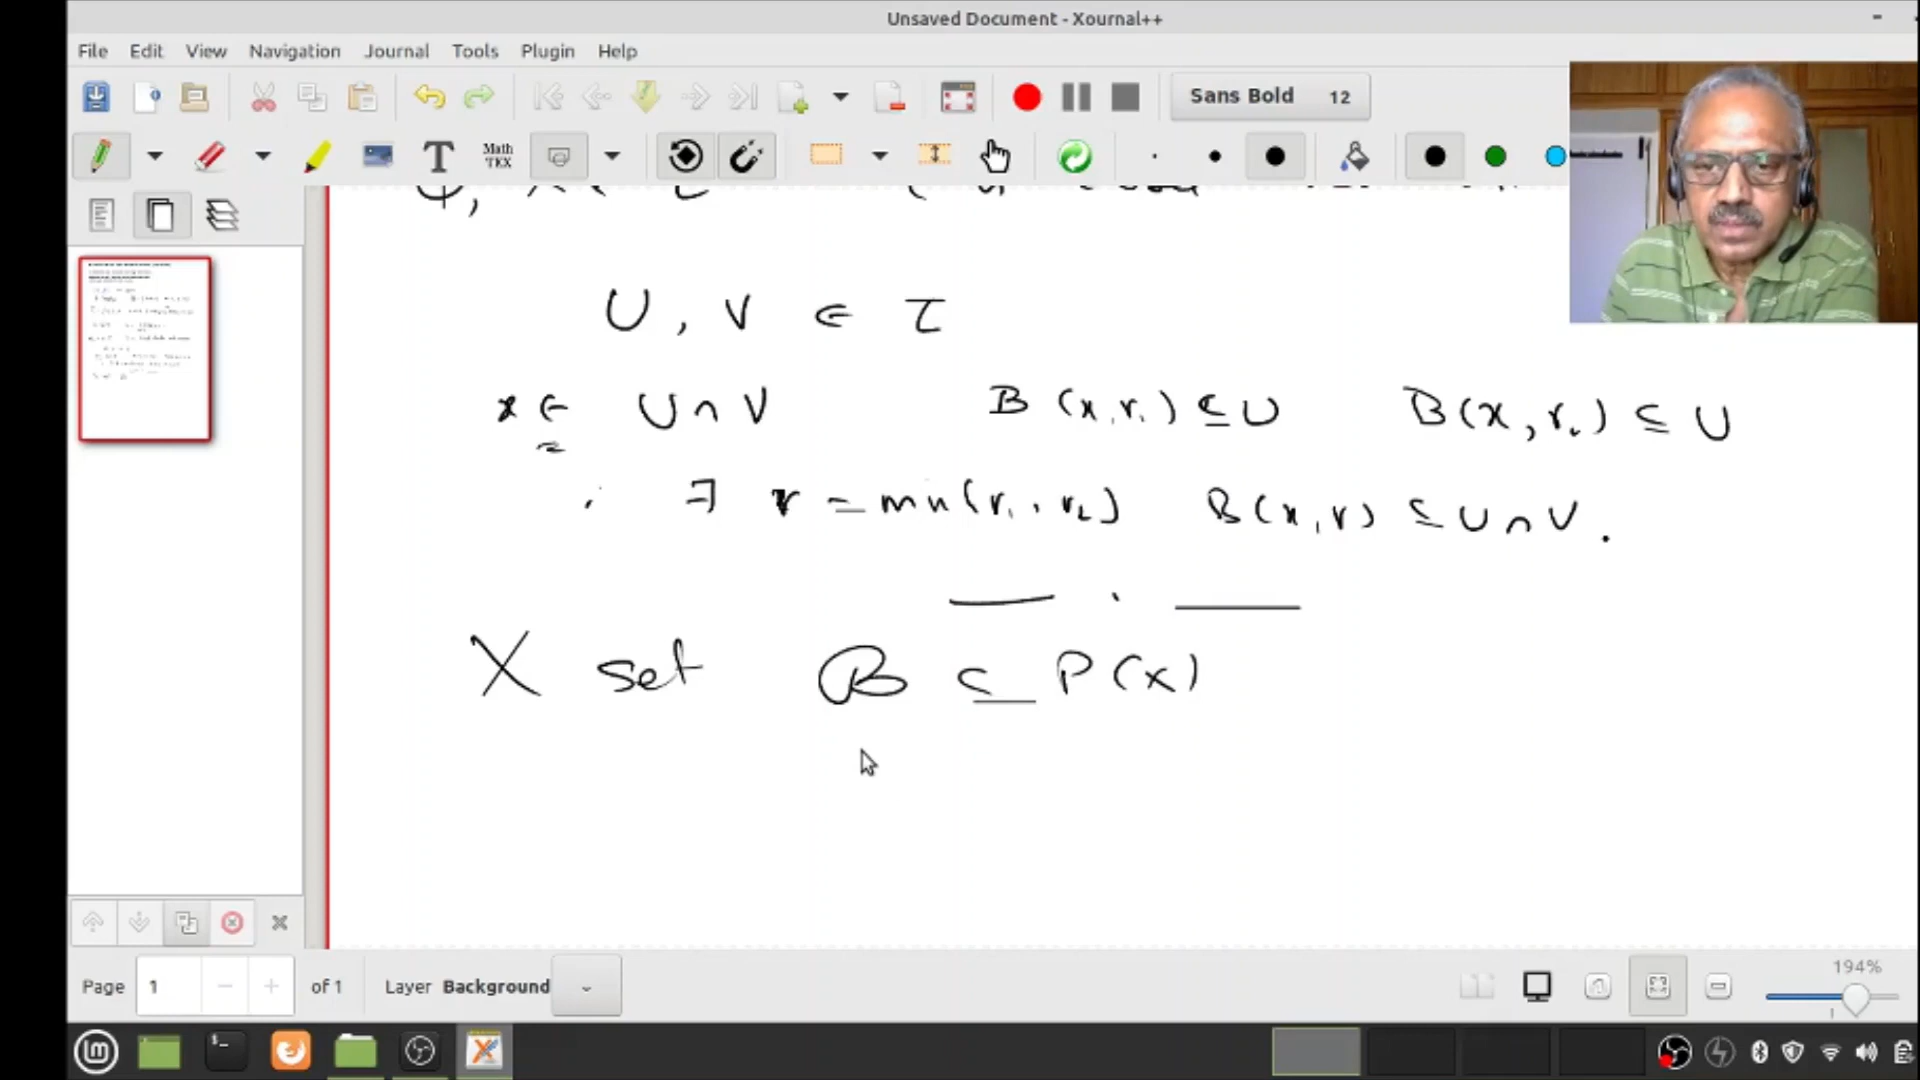 Unsaved Document - Xournal++
File Edit View Navigation Journal Tools Plugin Help
Sans Bold 12
T Math TEX
U, V ∈ τ
x ∈ U ∩ V B(x, r₁) ⊆ U B(x, r₂) ⊆ U
∃ r = min(r₁, r₂) B(x, r) ⊆ U ∩ V.
X set B ⊆ P(X)
Page 1 of 1 Layer Background
194%